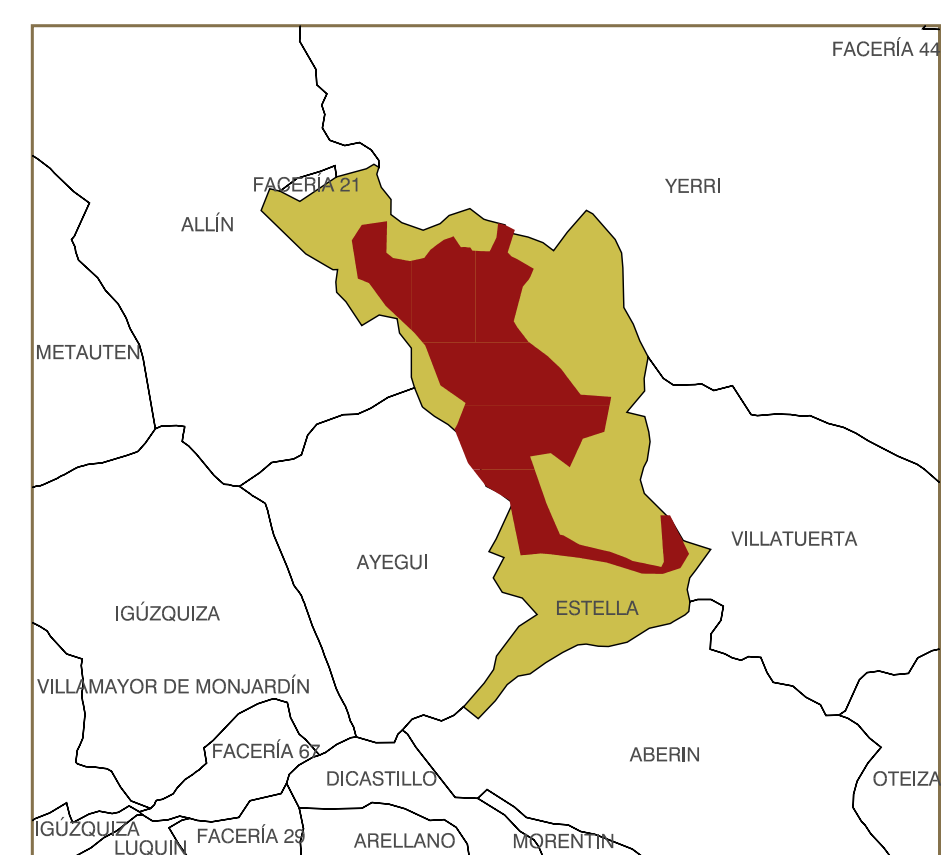 FACERÍA 44
FACERÍA 21
YERRI
ALLÍN
METAUTEN
VILLATUERTA
AYEGUI
ESTELLA
IGÚZQUIZA
VILLAMAYOR DE MONJARDÍN
FACERÍA 67
ABERIN
DICASTILLO
OTEIZA
IGÚZQUIZA
FACERÍA 29
ARELLANO
MORENTIN
LUQUIN